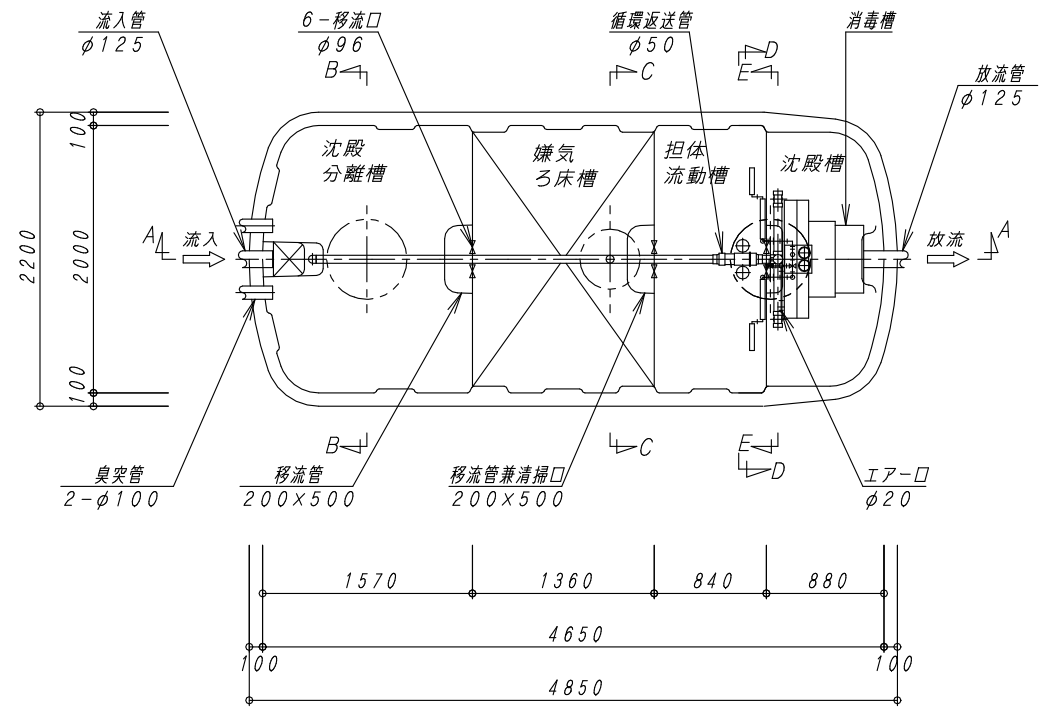 流入管
φ125
6-移流口
φ96
循環返送管
φ50
消毒槽
放流管
φ125
B
C
D
E
沈殿
分離槽
嫌気
ろ床槽
担体
流動槽
沈殿槽
A
流入
放流
A
2200
100
2000
100
B
C
E
D
臭突管
2-φ100
移流管
200×500
移流管兼清掃口
200×500
エアー口
φ20
1570
1360
840
880
4650
100
100
4850